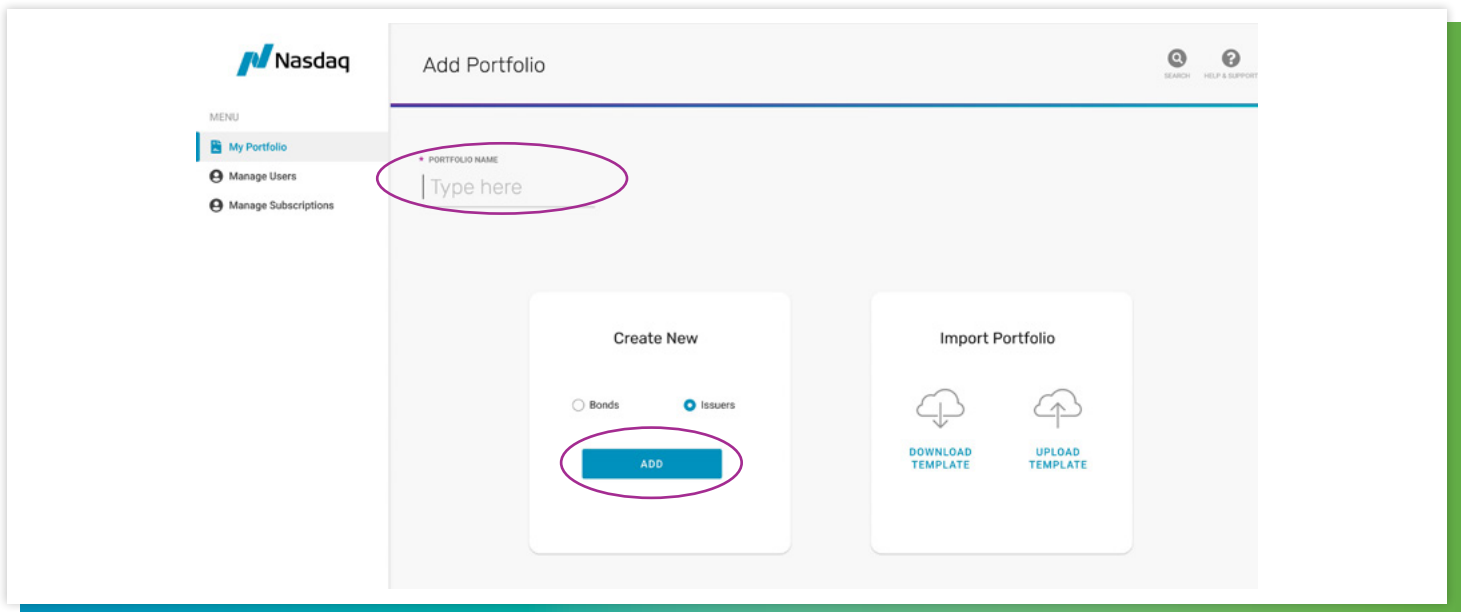 Nasdaq
Add Portfolio
SEARCH
HELP & SUPPORT
MENU
My Portfolio
Manage Users
Manage Subscriptions
* PORTFOLIO NAME
Type here
Create New
Bonds
Issuers
ADD
Import Portfolio
DOWNLOAD
TEMPLATE
UPLOAD
TEMPLATE